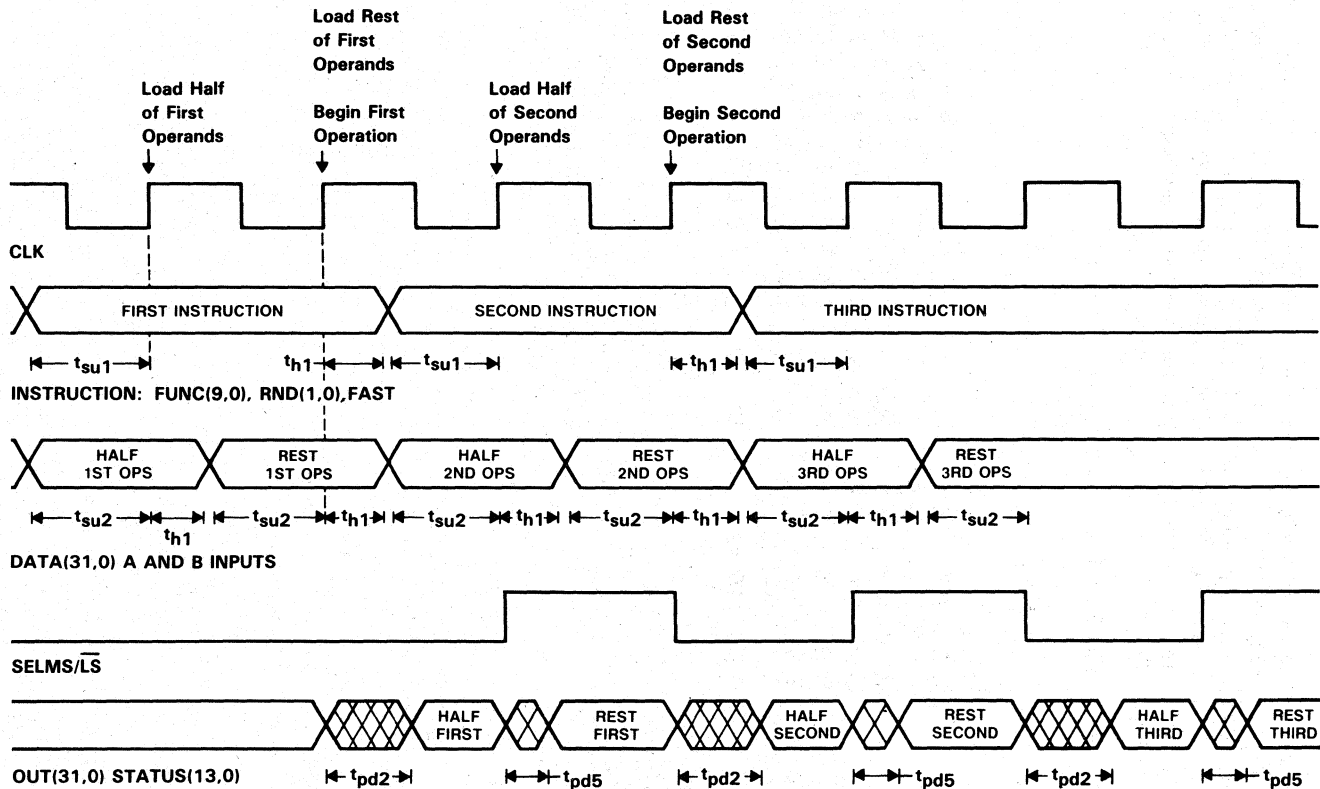 Load Rest
of First
Operands
Load Rest
of Second
Operands
Load Half
of First
Operands
Begin First
Operation
Load Half
of Second
Operands
Begin Second
Operation
CLK
FIRST INSTRUCTION
SECOND INSTRUCTION
THIRD INSTRUCTION
tsu1
th1
tsu1
th1
tsu1
INSTRUCTION: FUNC(9,0), RND(1,0),FAST
HALF
1ST OPS
REST
1ST OPS
HALF
2ND OPS
REST
2ND OPS
HALF
3RD OPS
REST
3RD OPS
tsu2
th1
tsu2
th1
tsu2
th1
tsu2
th1
tsu2
th1
tsu2
DATA(31,0) A AND B INPUTS
SELMS/L̅S̅
HALF
FIRST
REST
FIRST
HALF
SECOND
REST
SECOND
HALF
THIRD
REST
THIRD
OUT(31,0) STATUS(13,0)
tpd2
tpd5
tpd2
tpd5
tpd2
tpd5